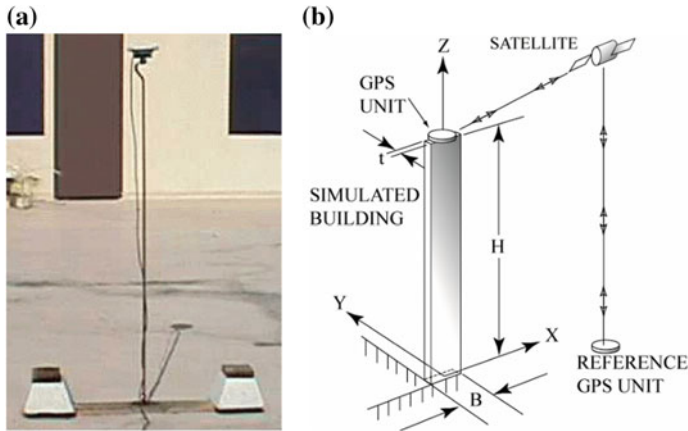 (a)
(b)
Z
SATELLITE
GPS
UNIT
t
SIMULATED
BUILDING
H
Y
X
B
REFERENCE
GPS UNIT